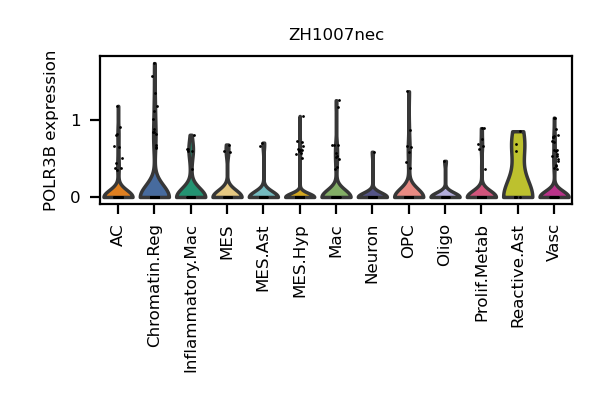 ZH1007nec
POLR3B expression
1
0
AC
Chromatin.Reg
Inflammatory.Mac
MES
MES.Ast
MES.Hyp
Mac
Neuron
OPC
Oligo
Prolif.Metab
Reactive.Ast
Vasc